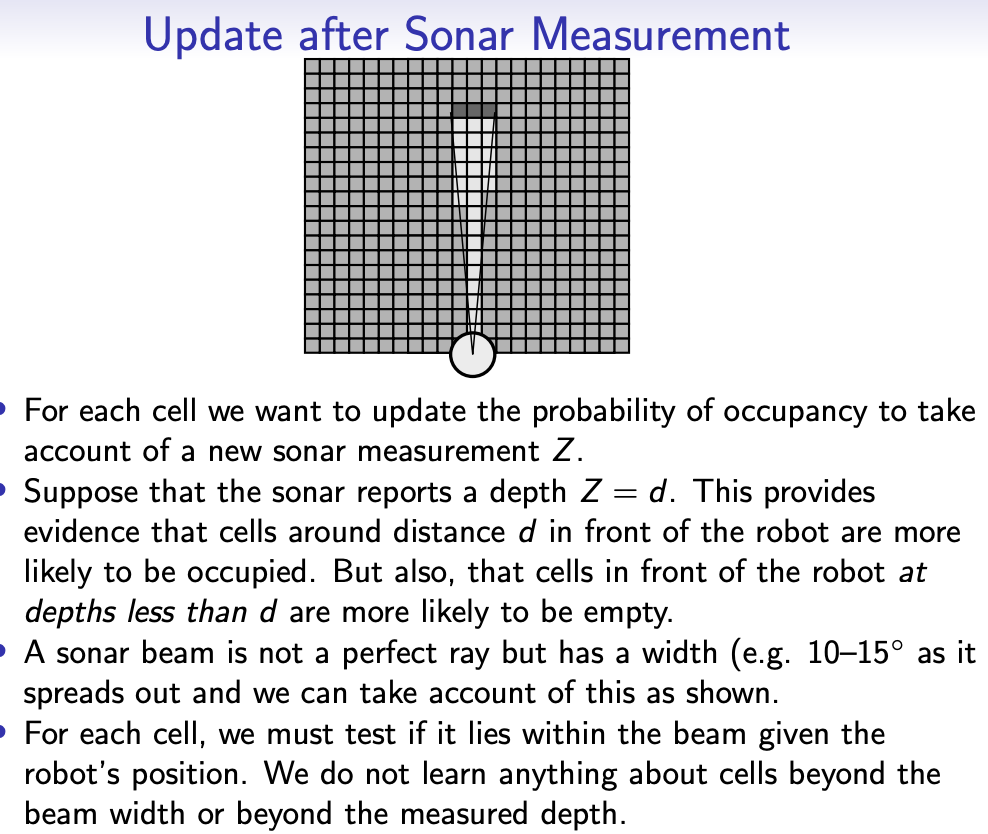 Update after Sonar Measurement
• For each cell we want to update the probability of occupancy to take
account of a new sonar measurement Z.
• Suppose that the sonar reports a depth Z = d. This provides
evidence that cells around distance d in front of the robot are more
likely to be occupied. But also, that cells in front of the robot at
depths less than d are more likely to be empty.
• A sonar beam is not a perfect ray but has a width (e.g. 10–15° as it
spreads out and we can take account of this as shown.
• For each cell, we must test if it lies within the beam given the
robot's position. We do not learn anything about cells beyond the
beam width or beyond the measured depth.